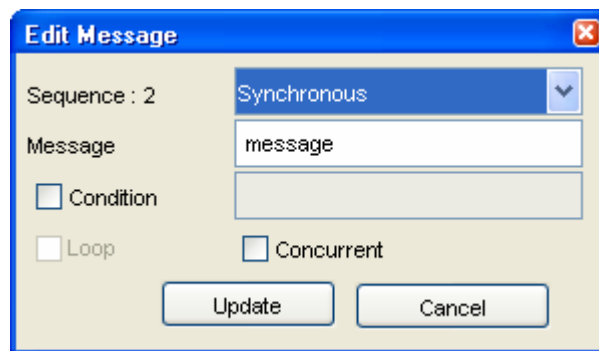 Edit Message
Sequence : 2 Synchronous
Message message
Condition
Loop Concurrent
Update Cancel